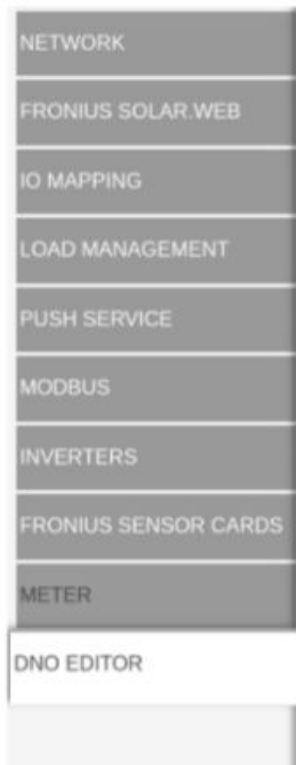 NETWORK
FRONIUS SOLAR.WEB
IO MAPPING
LOAD MANAGEMENT
PUSH SERVICE
MODBUS
INVERTERS
FRONIUS SENSOR CARDS
METER
DNO EDITOR